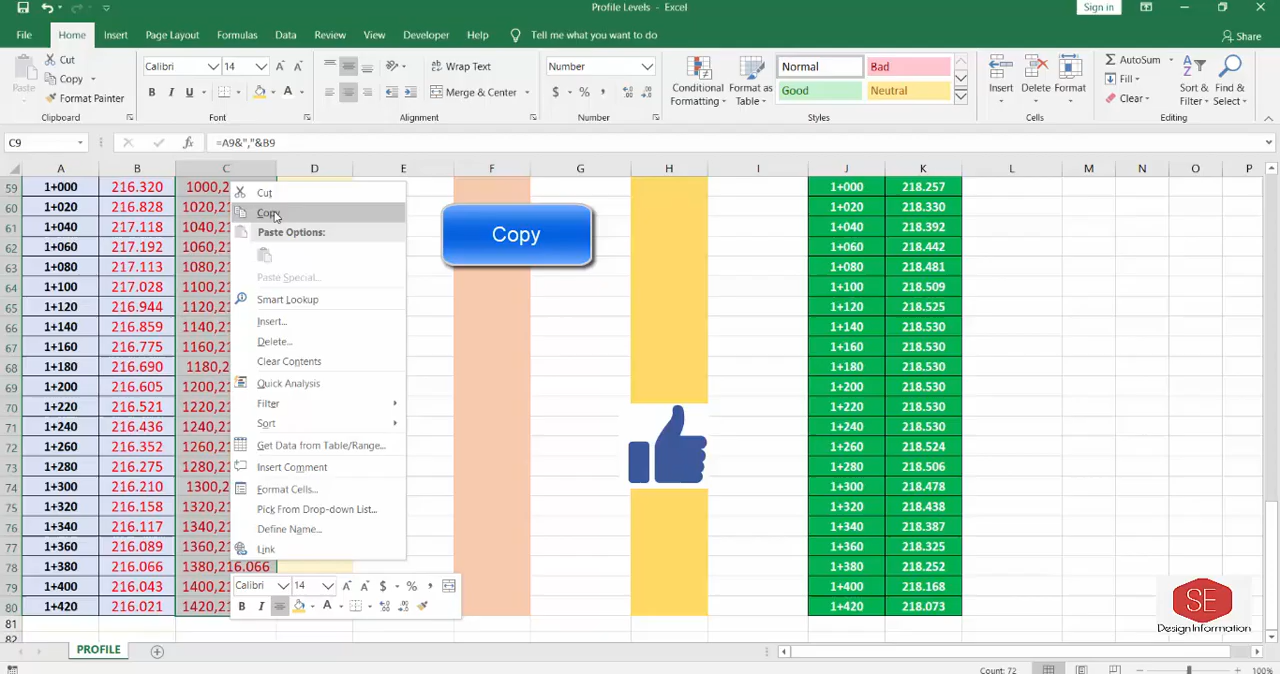 Profile Levels - Excel
Sign in
File Home Insert Page Layout Formulas Data Review View Developer Help Tell me what you want to do Share
Paste Cut Copy Format Painter Clipboard
Calibri 14 B I U A Font
Wrap Text Merge & Center Alignment
Number $ % , Number
Conditional Formatting Format as Table Normal Bad Good Neutral Styles
Insert Delete Format Cells
AutoSum Fill Clear Sort & Filter Find & Select Editing
C9 fx =A9&","&B9
A B C D E F G H I J K L M N O P
59 1+000 216.320 1000,2 1+000 218.257
60 1+020 216.828 1020,2 1+020 218.330
61 1+040 217.118 1040,2 1+040 218.392
62 1+060 217.192 1060,2 1+060 218.442
63 1+080 217.113 1080,2 1+080 218.481
64 1+100 217.028 1100,2 1+100 218.509
65 1+120 216.944 1120,2 1+120 218.525
66 1+140 216.859 1140,2 1+140 218.530
67 1+160 216.775 1160,2 1+160 218.530
68 1+180 216.690 1180,2 1+180 218.530
69 1+200 216.605 1200,2 1+200 218.530
70 1+220 216.521 1220,2 1+220 218.530
71 1+240 216.436 1240,2 1+240 218.530
72 1+260 216.352 1260,2 1+260 218.524
73 1+280 216.275 1280,2 1+280 218.506
74 1+300 216.210 1300,2 1+300 218.478
75 1+320 216.158 1320,2 1+320 218.438
76 1+340 216.117 1340,2 1+340 218.387
77 1+360 216.089 1360,2 1+360 218.325
78 1+380 216.066 1380,216.066 1+380 218.252
79 1+400 216.043 1400,2 1+400 218.168
80 1+420 216.021 1420,2 1+420 218.073
81
82
Cut
Copy
Paste Options:
Paste Special...
Smart Lookup
Insert...
Delete...
Clear Contents
Quick Analysis
Filter
Sort
Get Data from Table/Range...
Insert Comment
Format Cells...
Pick From Drop-down List...
Define Name...
Link
Calibri 14 A A $ % ,
B I A
Copy
SE
Design Information
PROFILE
Count: 72 100%